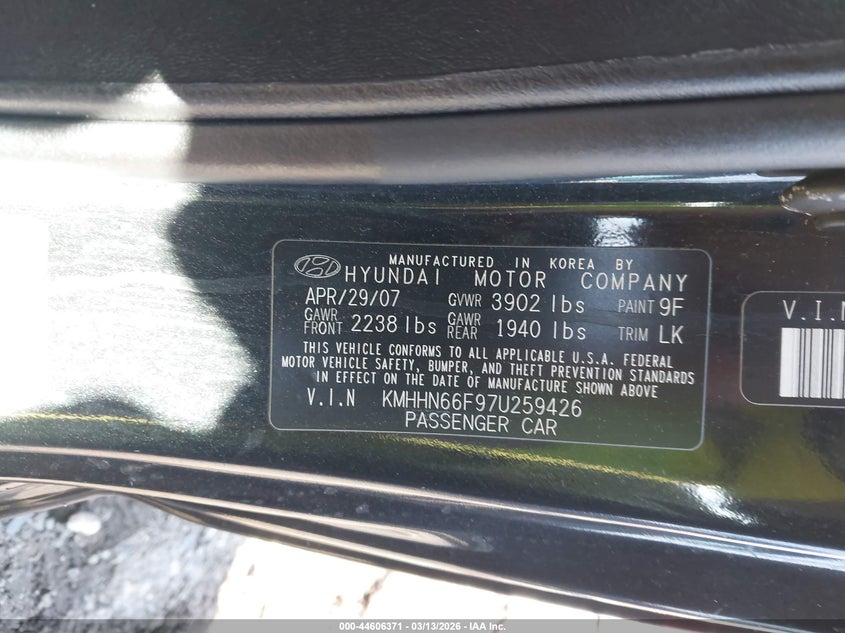 MANUFACTURED IN KOREA BY
HYUNDAI MOTOR COMPANY
APR/29/07 GVWR 3902 lbs PAINT 9F
GAWR FRONT 2238 lbs GAWR REAR 1940 lbs TRIM LK
THIS VEHICLE CONFORMS TO ALL APPLICABLE U.S.A. FEDERAL
MOTOR VEHICLE SAFETY, BUMPER, AND THEFT PREVENTION STANDARDS
IN EFFECT ON THE DATE OF MANUFACTURE SHOWN ABOVE
V.I.N KMHHN66F97U259426
PASSENGER CAR
V.I.N
000-44606371 - 03/13/2026 - IAA Inc.